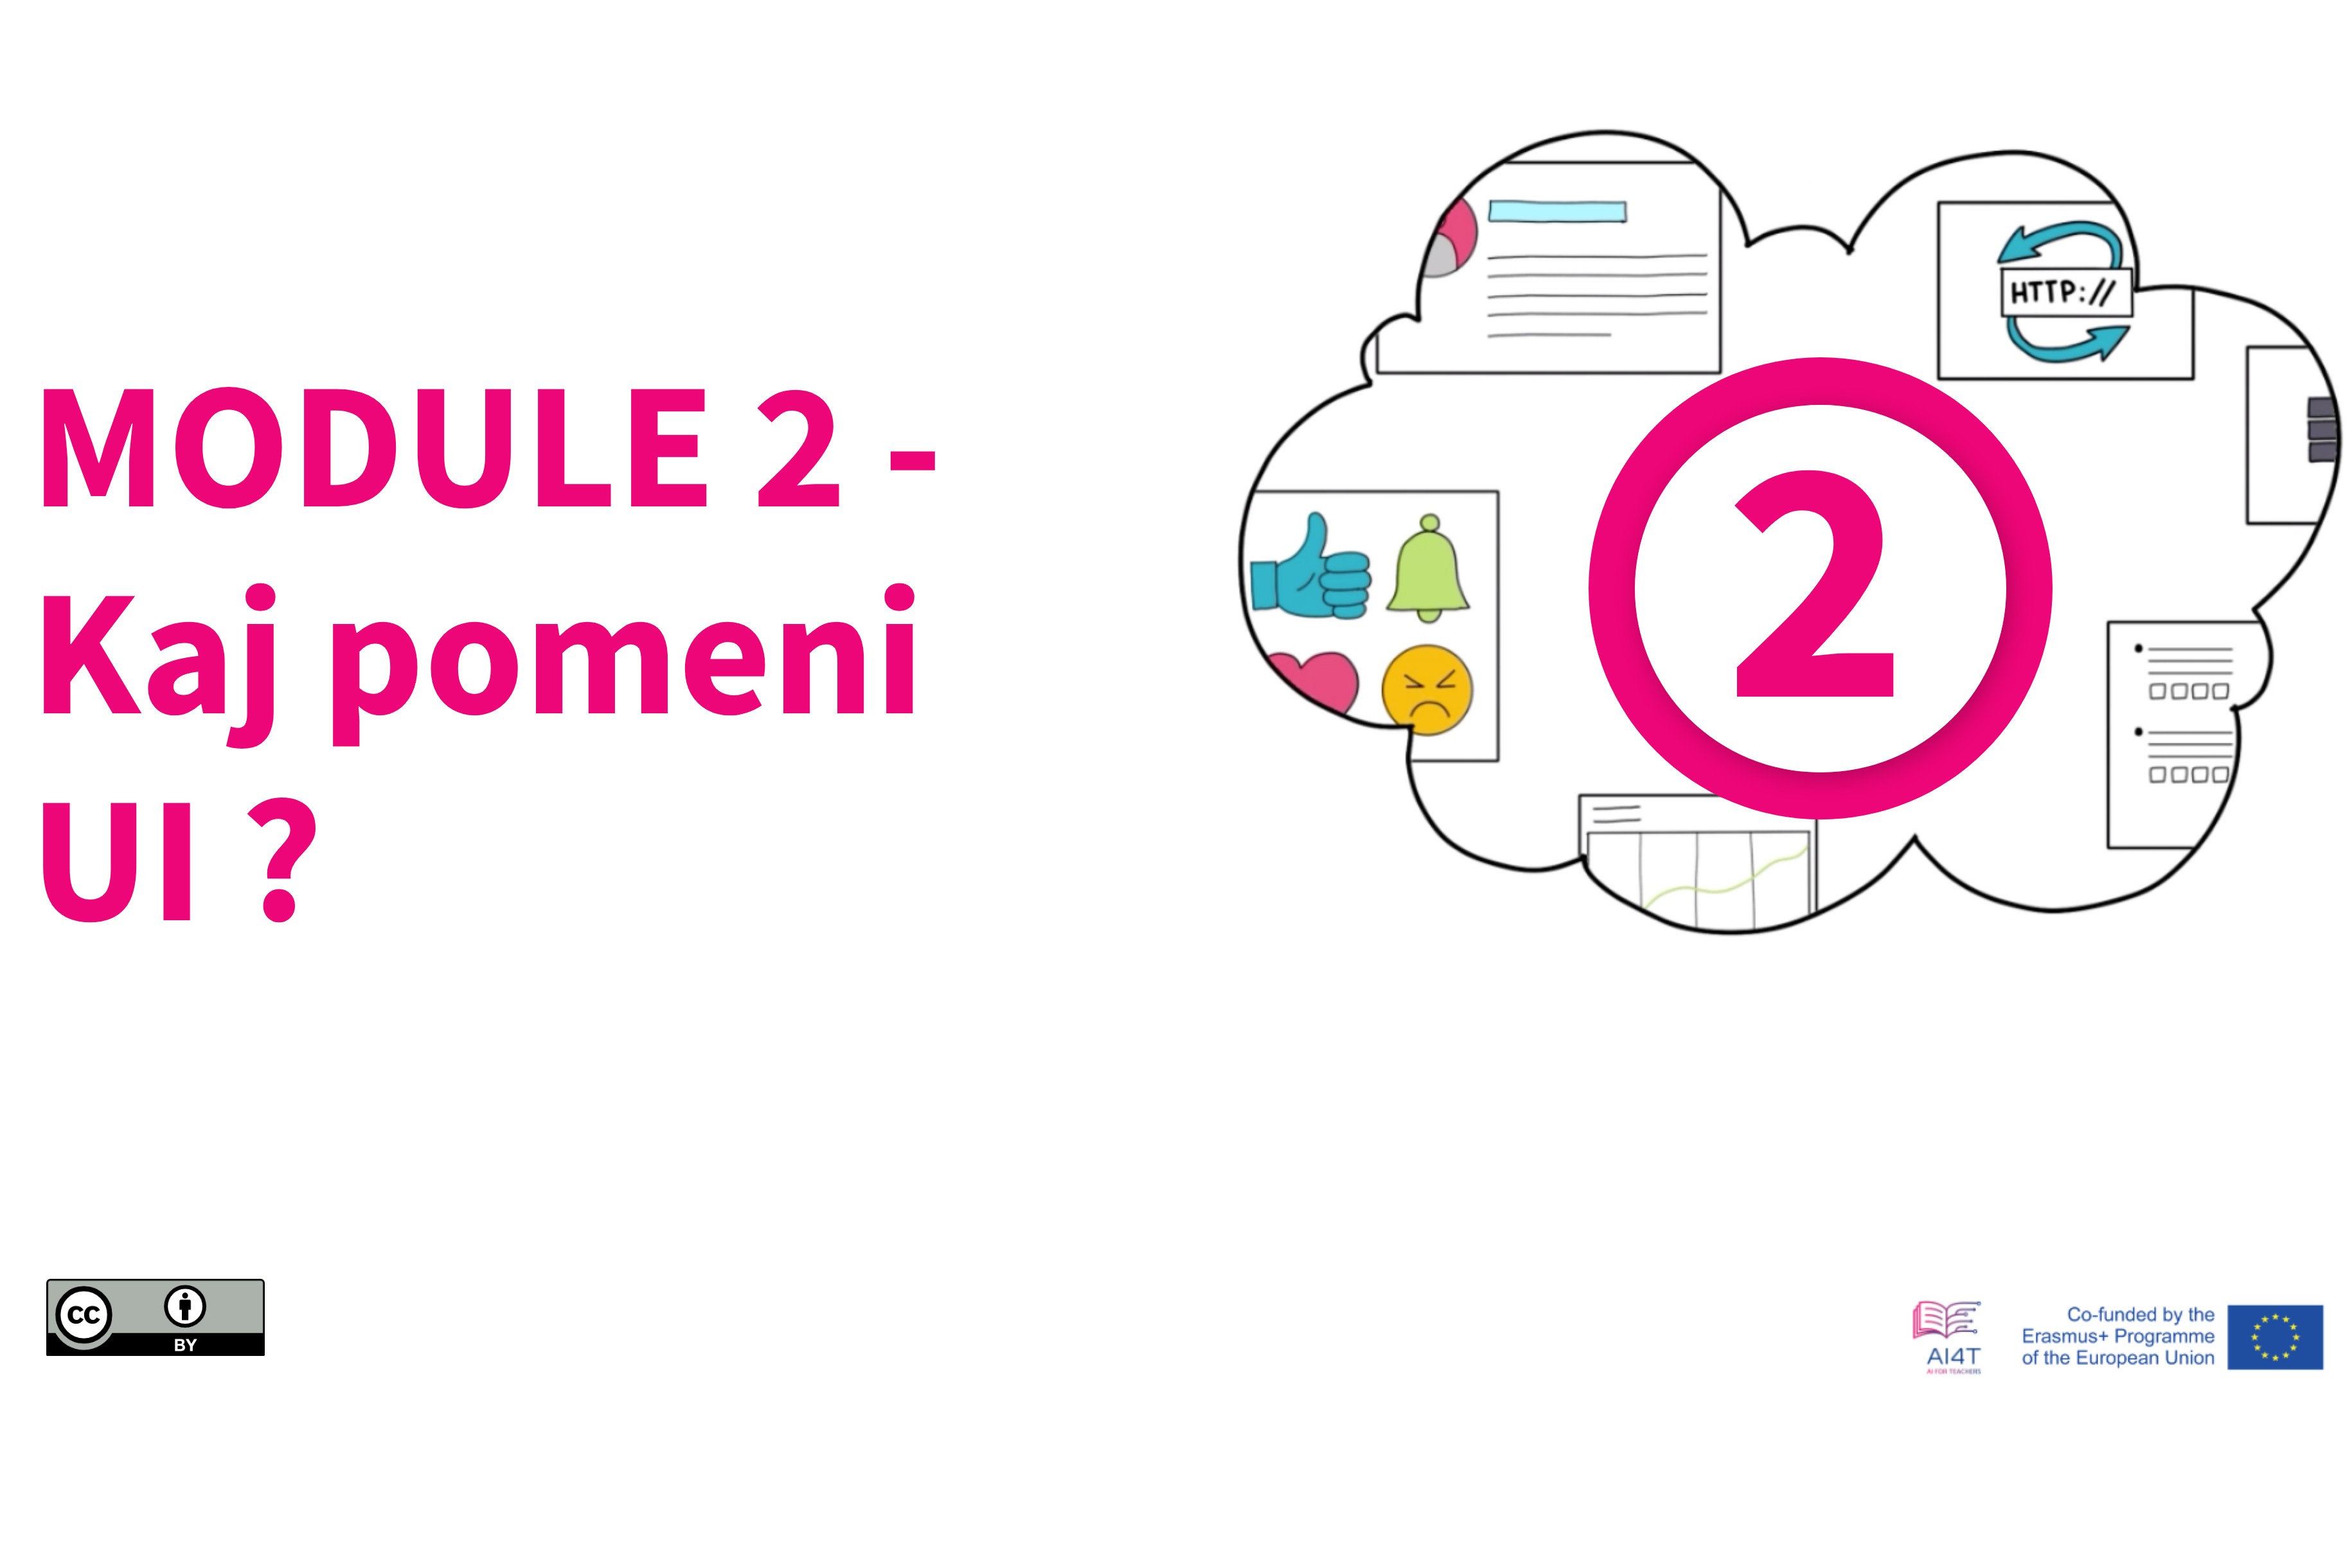 MODULE 2 -
Kaj pomeni
UI ?
HTTP://
2
CC
BY
AI4T
AI FOR TEACHERS
Co-funded by the
Erasmus+ Programme
of the European Union